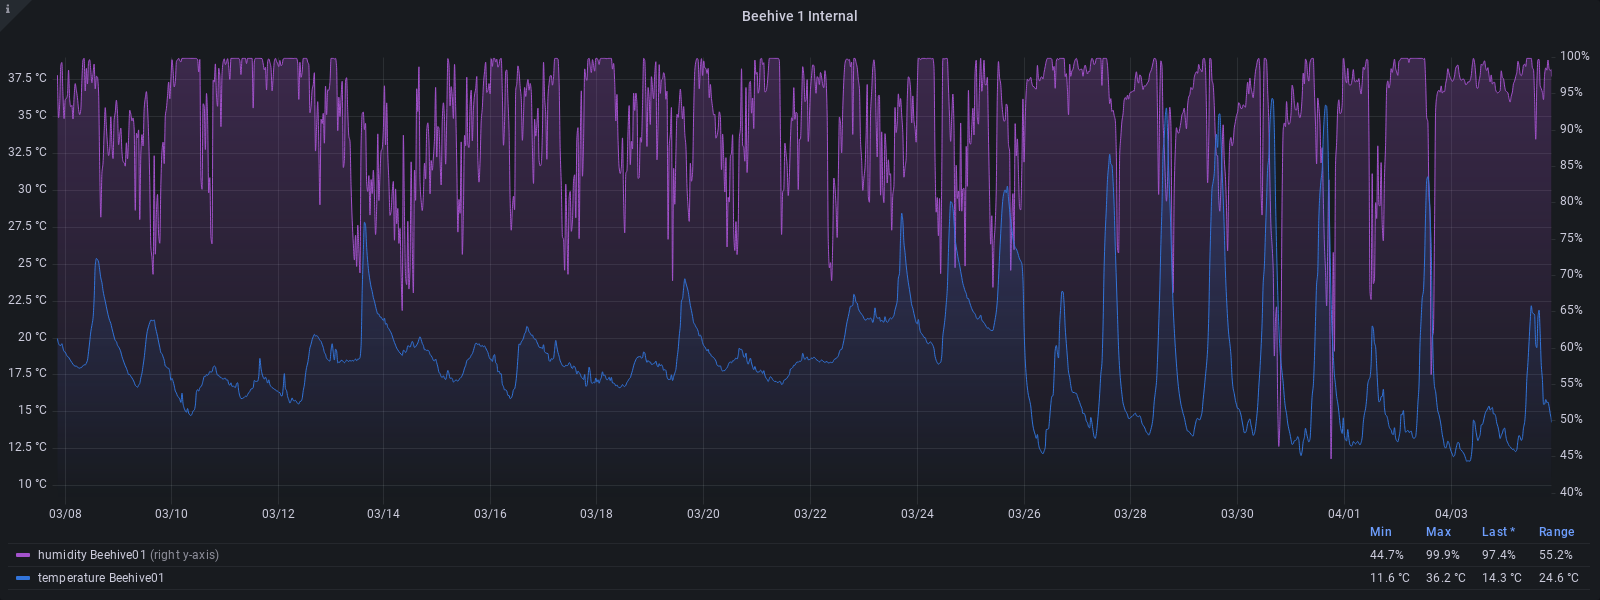 i
Beehive 1 Internal
37.5 °C
35 °C
32.5 °C
30 °C
27.5 °C
25 °C
22.5 °C
20 °C
17.5 °C
15 °C
12.5 °C
10 °C
100%
95%
90%
85%
80%
75%
70%
65%
60%
55%
50%
45%
40%
03/08 03/10 03/12 03/14 03/16 03/18 03/20 03/22 03/24 03/26 03/28 03/30 04/01 04/03
Min Max Last * Range
humidity Beehive01 (right y-axis) 44.7% 99.9% 97.4% 55.2%
temperature Beehive01 11.6 °C 36.2 °C 14.3 °C 24.6 °C